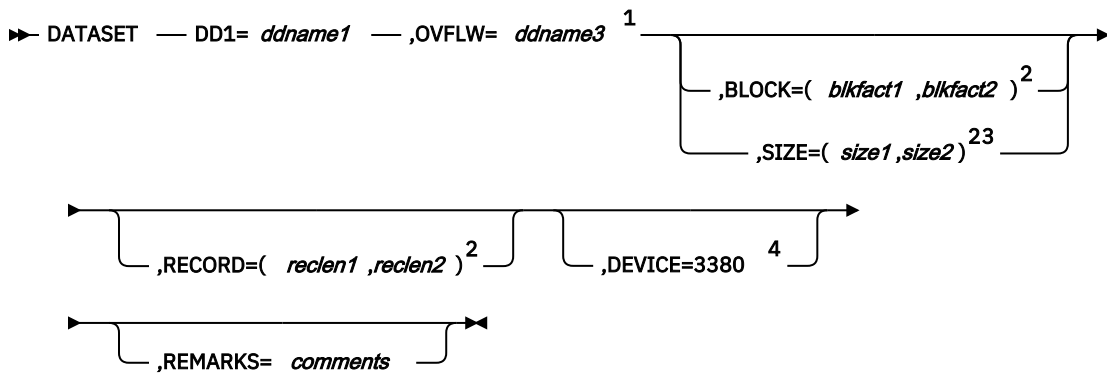 DATASET DD1= ddname1 ,OVFLW= ddname3 1
,BLOCK=( blkfact1 ,blkfact2 ) 2
,SIZE=( size1 ,size2 ) 23
,RECORD=( reclen1 ,reclen2 ) 2 ,DEVICE=3380 4
,REMARKS= comments